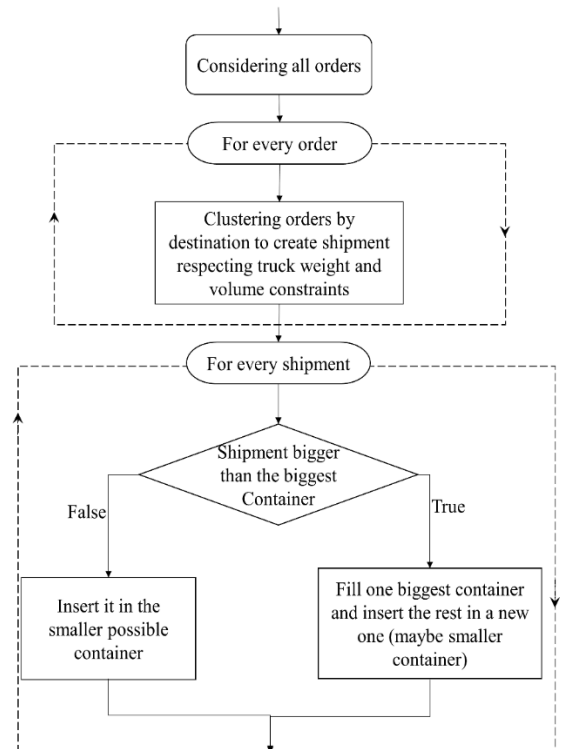 Considering all orders
For every order
Clustering orders by
destination to create shipment
respecting truck weight and
volume constraints
For every shipment
Shipment bigger
than the biggest
Container
False
True
Insert it in the
smaller possible
container
Fill one biggest container
and insert the rest in a new
one (maybe smaller
container)